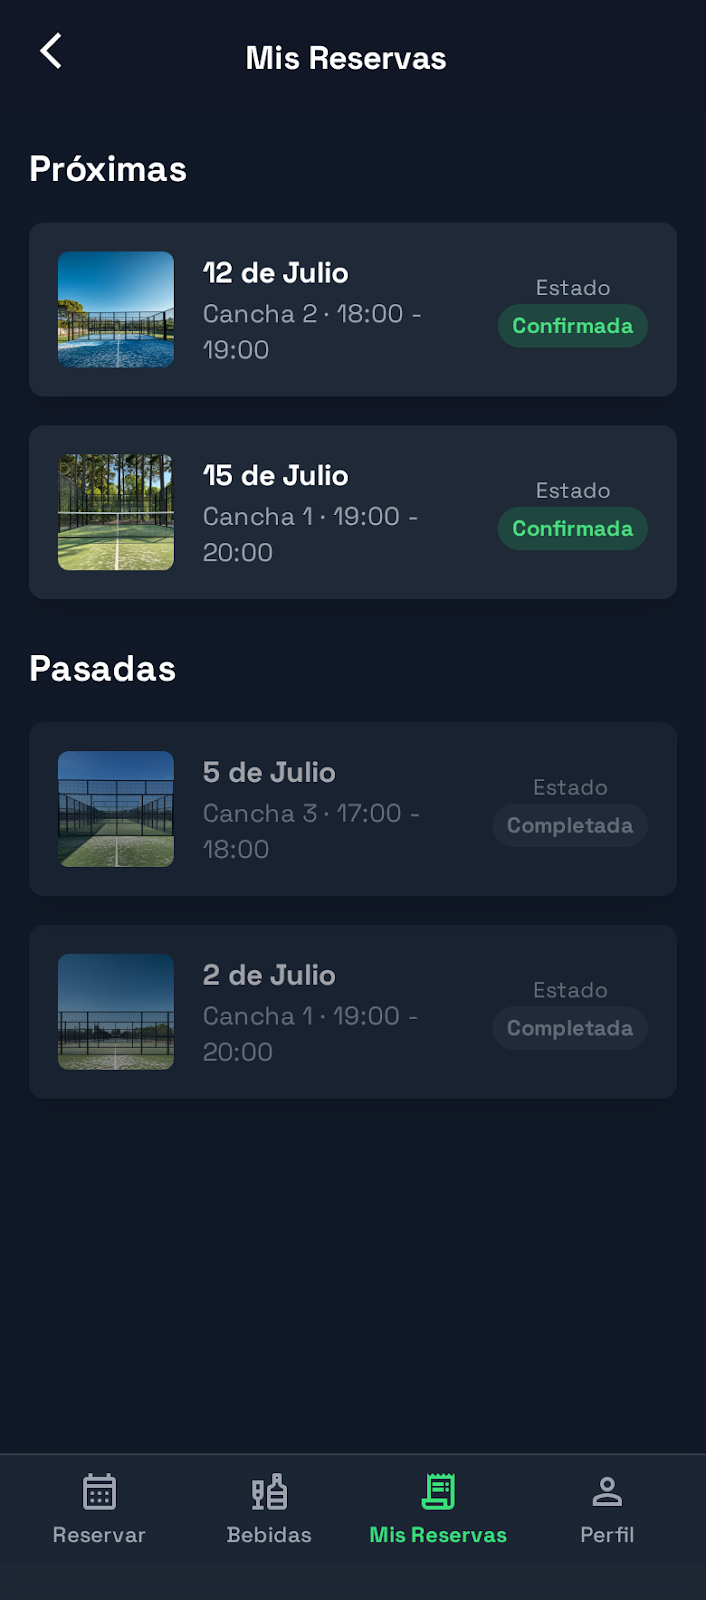 Mis Reservas
Próximas
12 de Julio
Cancha 2 · 18:00 -
19:00
Estado
Confirmada
15 de Julio
Cancha 1 · 19:00 -
20:00
Estado
Confirmada
Pasadas
5 de Julio
Cancha 3 · 17:00 -
18:00
Estado
Completada
2 de Julio
Cancha 1 · 19:00 -
20:00
Estado
Completada
Reservar
Bebidas
Mis Reservas
Perfil